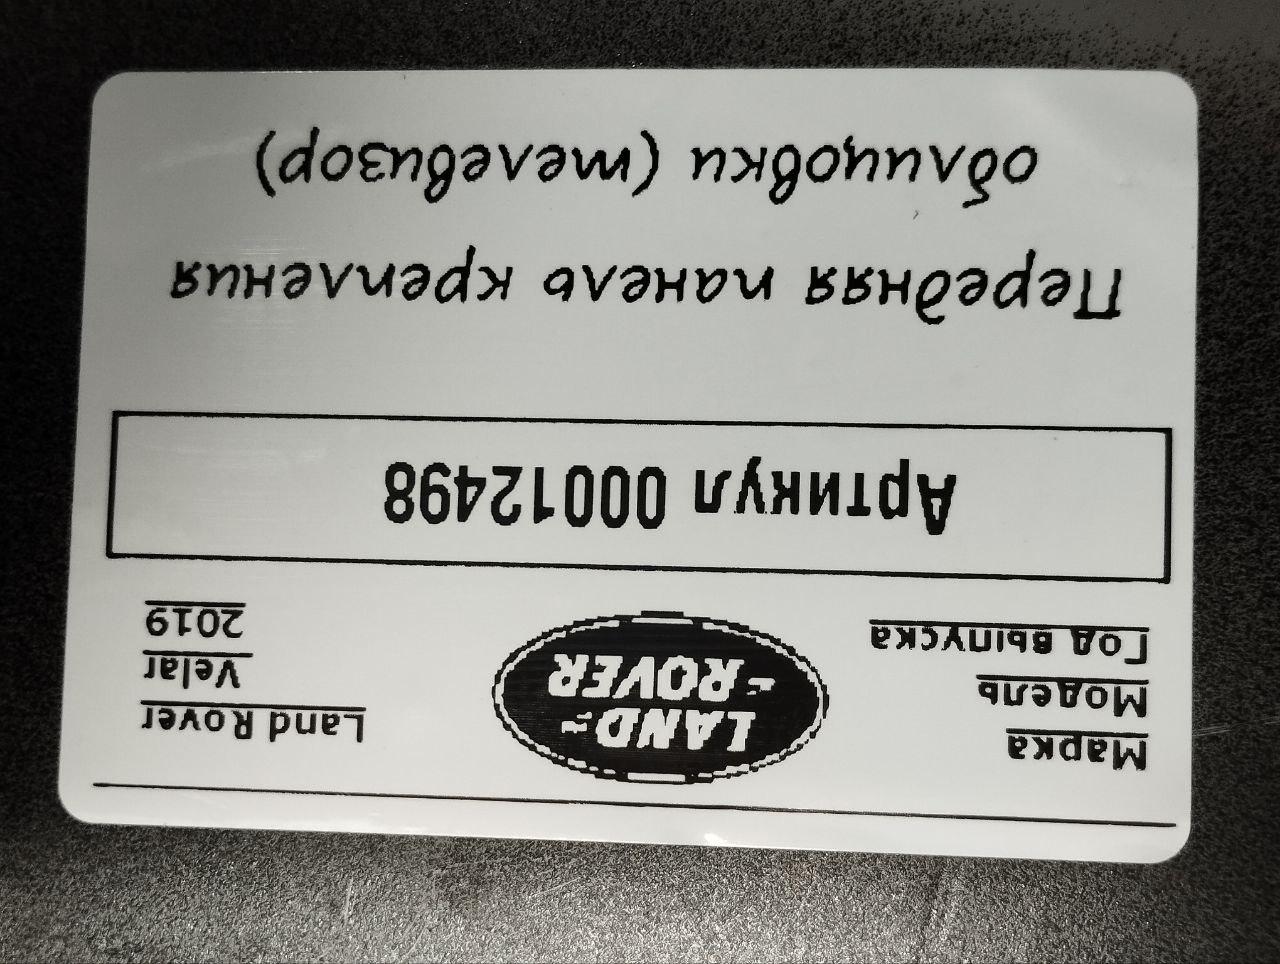 Марка Land Rover
Модель Velar
Год выпуска 2019
LAND-
-ROVER
Артикул 00012498
Передняя панель крепления
облицовки (телевизор)